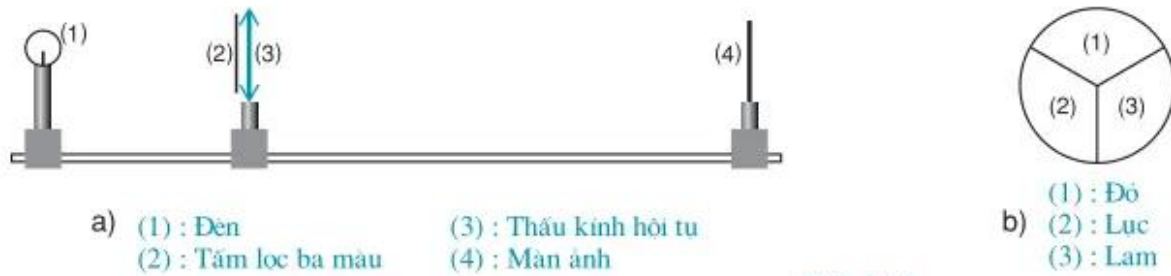 (1)
(2) (3)
(4)
a) (1) : Đèn (3) : Thấu kính hội tụ
(2) : Tấm lọc ba màu (4) : Màn ảnh
(1)
(2) (3)
b) (1) : Đỏ
(2) : Lục
(3) : Lam